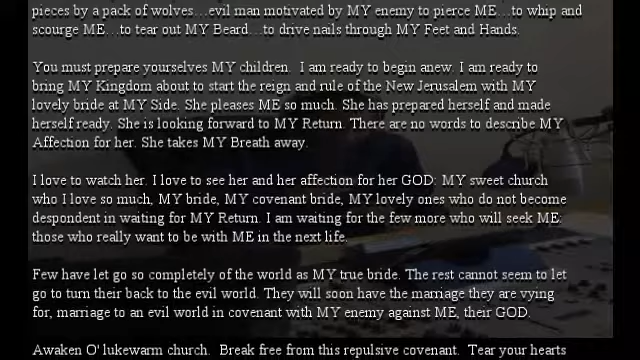 pieces by a pack of wolves…evil man motivated by MY enemy to pierce ME…to whip and
scourge ME…to tear out MY Beard…to drive nails through MY Feet and Hands.
You must prepare yourselves MY children.  I am ready to begin anew. I am ready to
bring MY Kingdom about to start the reign and rule of the New Jerusalem with MY
lovely bride at MY Side. She pleases ME so much. She has prepared herself and made
herself ready. She is looking forward to MY Return. There are no words to describe MY
Affection for her. She takes MY Breath away.
I love to watch her. I love to see her and her affection for her GOD: MY sweet church
who I love so much, MY bride, MY covenant bride, MY lovely ones who do not become
despondent in waiting for MY Return. I am waiting for the few more who will seek ME:
those who really want to be with ME in the next life.
Few have let go so completely of the world as MY true bride. The rest cannot seem to let
go to turn their back to the evil world. They will soon have the marriage they are vying
for, marriage to an evil world in covenant with MY enemy against ME, their GOD.
Awaken O' lukewarm church.  Break free from this repulsive covenant.  Tear your hearts